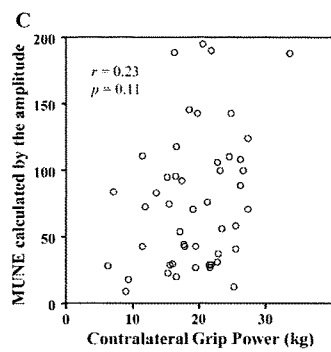 C
200
150
100
50
0
MUNE calculated by the amplitude
r = 0.23
p = 0.11
0 10 20 30 40
Contralateral Grip Power (kg)